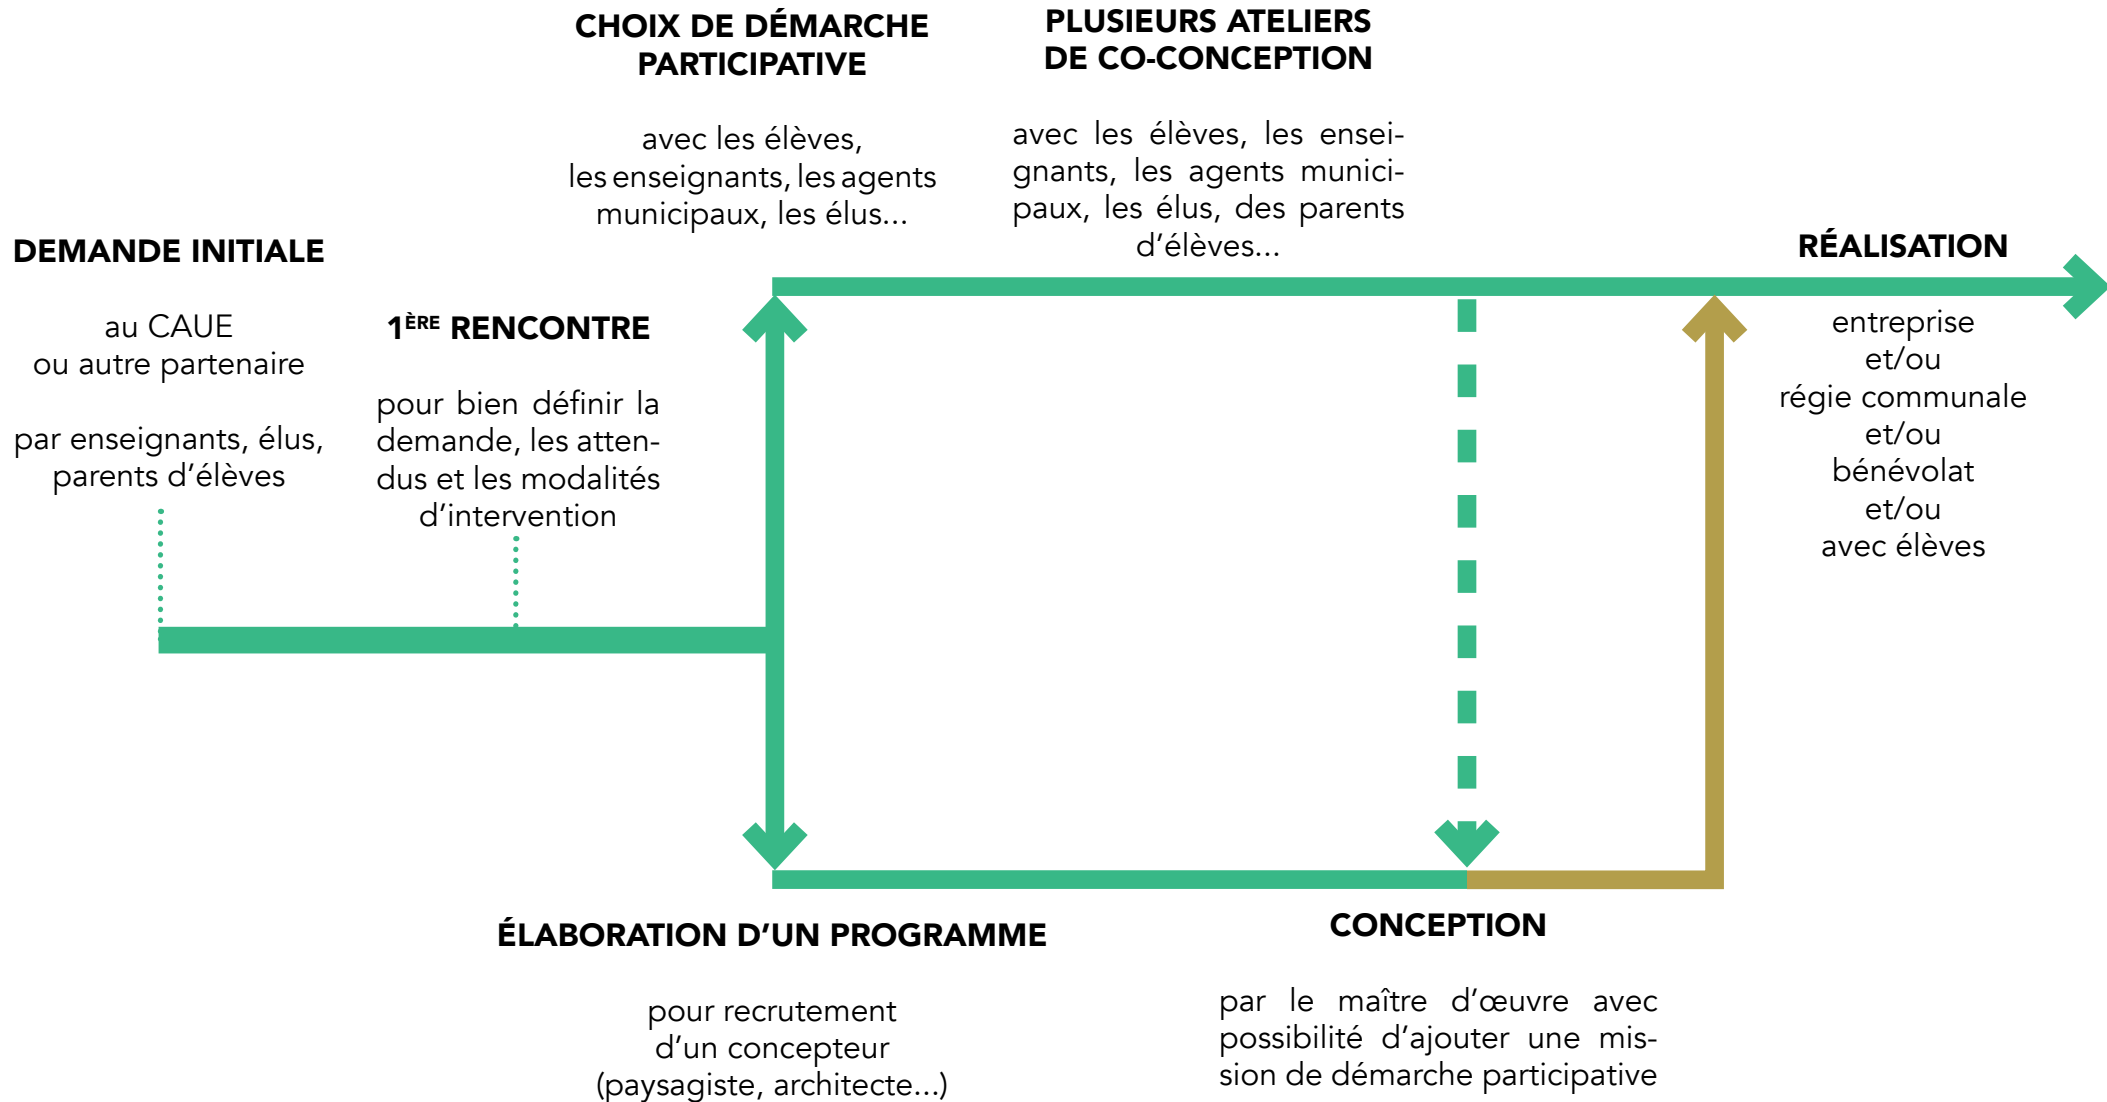 DEMANDE INITIALE
au CAUE
ou autre partenaire
par enseignants, élus,
parents d’élèves
1ÈRE RENCONTRE
pour bien définir la
demande, les atten-
dus et les modalités
d’intervention
CHOIX DE DÉMARCHE
PARTICIPATIVE
avec les élèves,
les enseignants, les agents
municipaux, les élus...
PLUSIEURS ATELIERS
DE CO-CONCEPTION
avec les élèves, les ensei-
gnants, les agents munici-
paux, les élus, des parents
d’élèves...
RÉALISATION
entreprise
et/ou
régie communale
et/ou
bénévolat
et/ou
avec élèves
ÉLABORATION D’UN PROGRAMME
pour recrutement
d’un concepteur
(paysagiste, architecte...)
CONCEPTION
par le maître d’œuvre avec
possibilité d’ajouter une mis-
sion de démarche participative